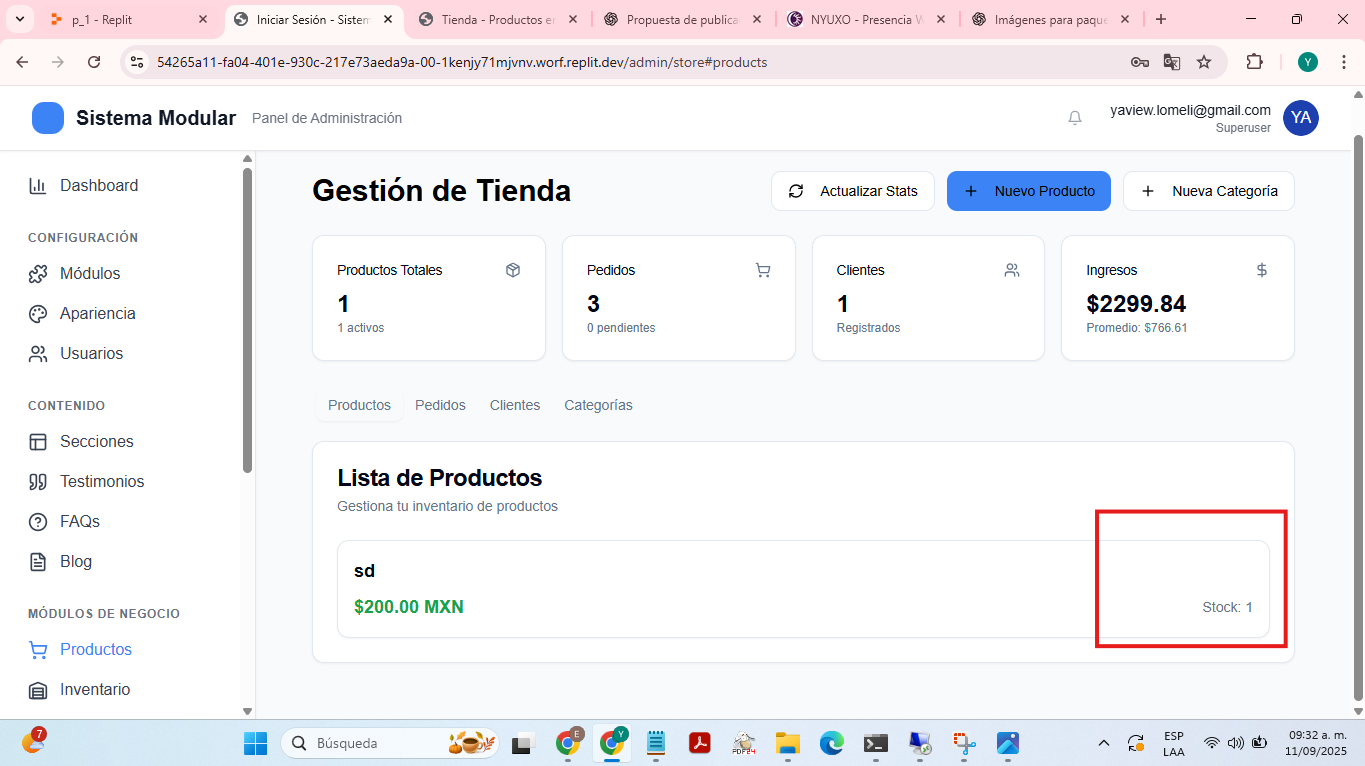 p_1 - Replit
Iniciar Sesión - Sistem
Tienda - Productos en
Propuesta de publica
NYUXO - Presencia W
Imágenes para paque
54265a11-fa04-401e-930c-217e73aeda9a-00-1kenjy71mjvnv.worf.replit.dev/admin/store#products
Y
Sistema Modular
Panel de Administración
yaview.lomeli@gmail.com
Superuser
YA
Dashboard
CONFIGURACIÓN
Módulos
Apariencia
Usuarios
CONTENIDO
Secciones
Testimonios
FAQs
Blog
MÓDULOS DE NEGOCIO
Productos
Inventario
Gestión de Tienda
Actualizar Stats
Nuevo Producto
Nueva Categoría
Productos Totales
1
1 activos
Pedidos
3
0 pendientes
Clientes
1
Registrados
Ingresos
$2299.84
Promedio: $766.61
Productos
Pedidos
Clientes
Categorías
Lista de Productos
Gestiona tu inventario de productos
sd
$200.00 MXN
Stock: 1
7
Búsqueda
E
Y
PDF24
ESP
LAA
09:32 a. m.
11/09/2025